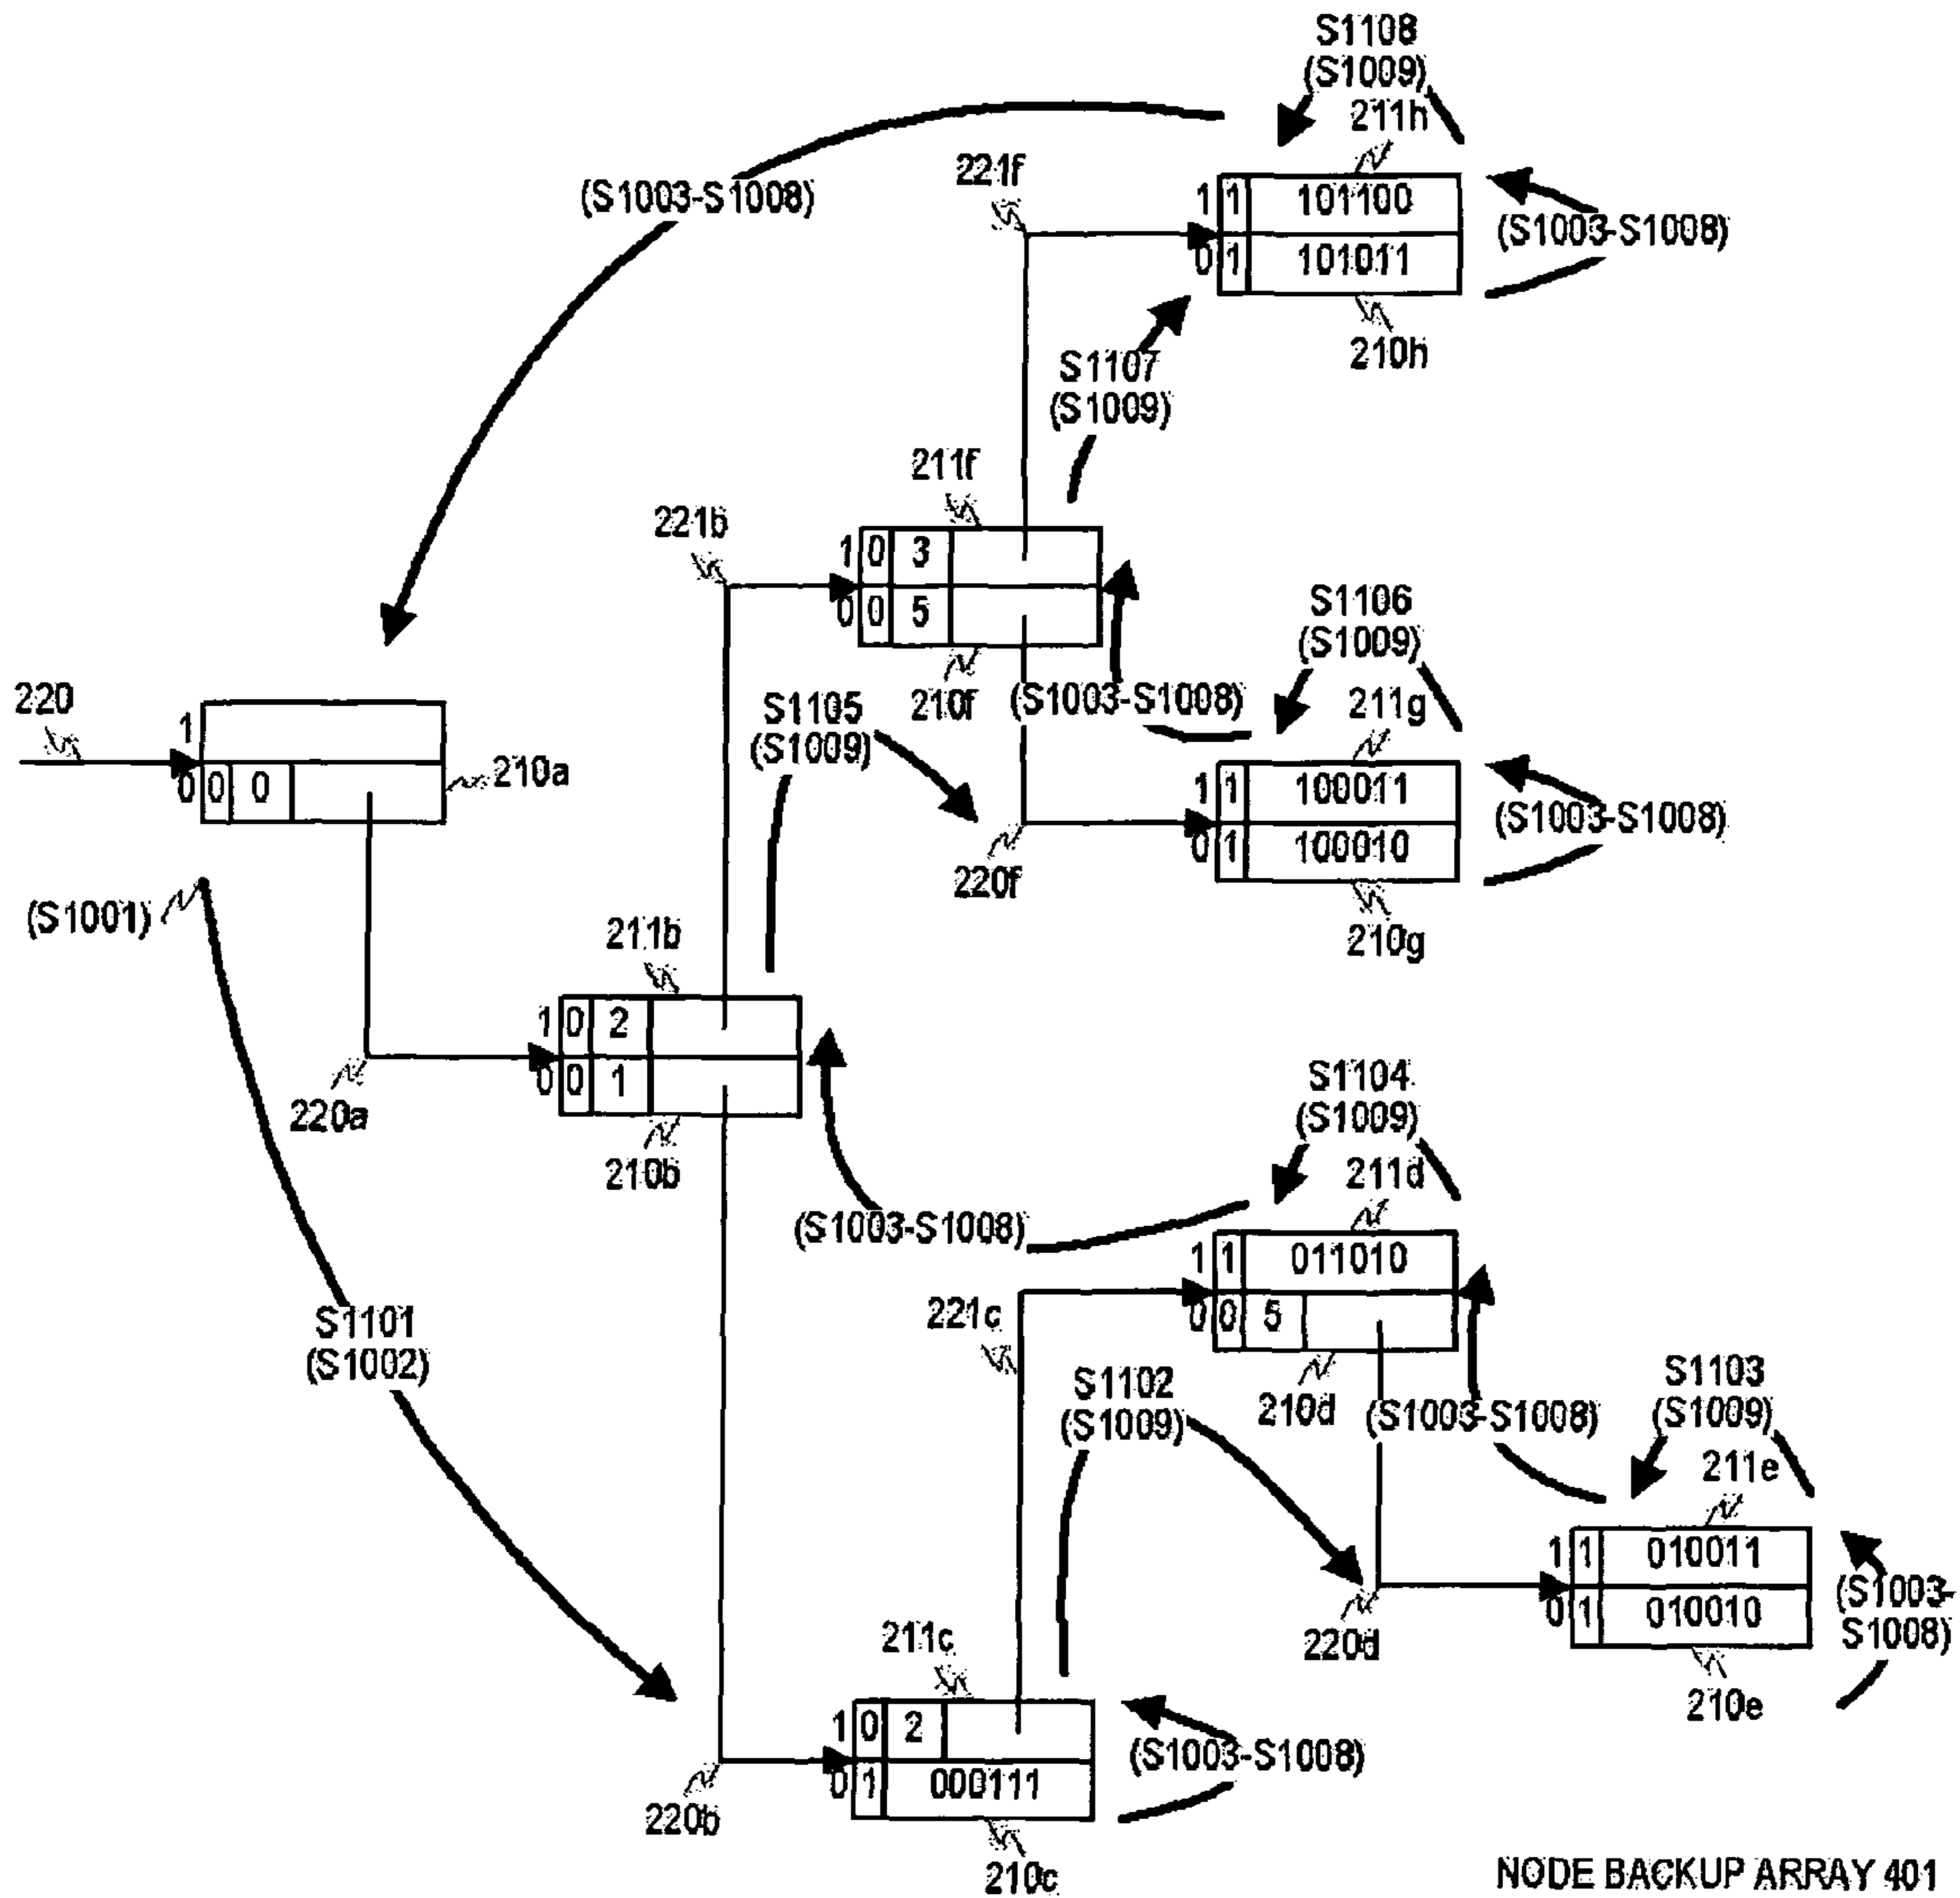 S1108
(S1009)
211h
221f
(S1003-S1008)
1 1 101100
(S1003-S1008)
0 1 101011
210h
S1107
(S1009)
211f
221b
1 0 3
0 0 5
S1106
(S1009)
211g
210f
(S1003-S1008)
220
S1105
(S1009)
1
210a
0 0 0
1 1 100011
(S1003-S1008)
0 1 100010
220f
(S1001)
211b
210g
1 0 2
0 0 1
220a
210b
S1104
(S1009)
211d
(S1003-S1008)
1 1 011010
0 0 5
221c
S1101
(S1002)
S1102
(S1009)
210d
(S1003-S1008)
S1103
(S1009)
211e
1 1 010011
0 1 010010
(S1003-
S1008)
211c
220d
210e
1 0 2
(S1003-S1008)
0 1 000111
220b
210c
NODE BACKUP ARRAY 401